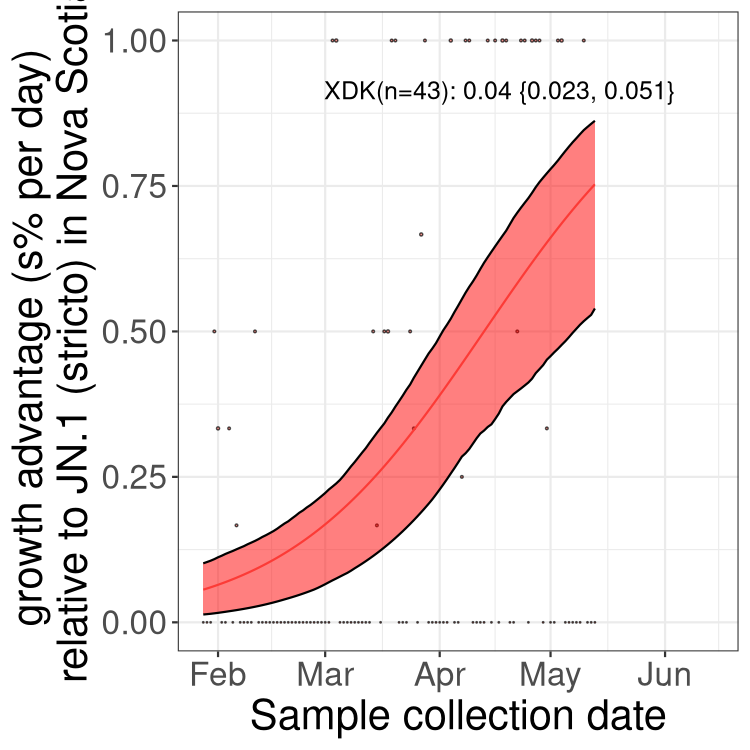 growth advantage (s% per day)
relative to JN.1 (stricto) in Nova Scotia
1.00
0.75
0.50
0.25
0.00
XDK(n=43): 0.04 {0.023, 0.051}
Feb Mar Apr May Jun
Sample collection date